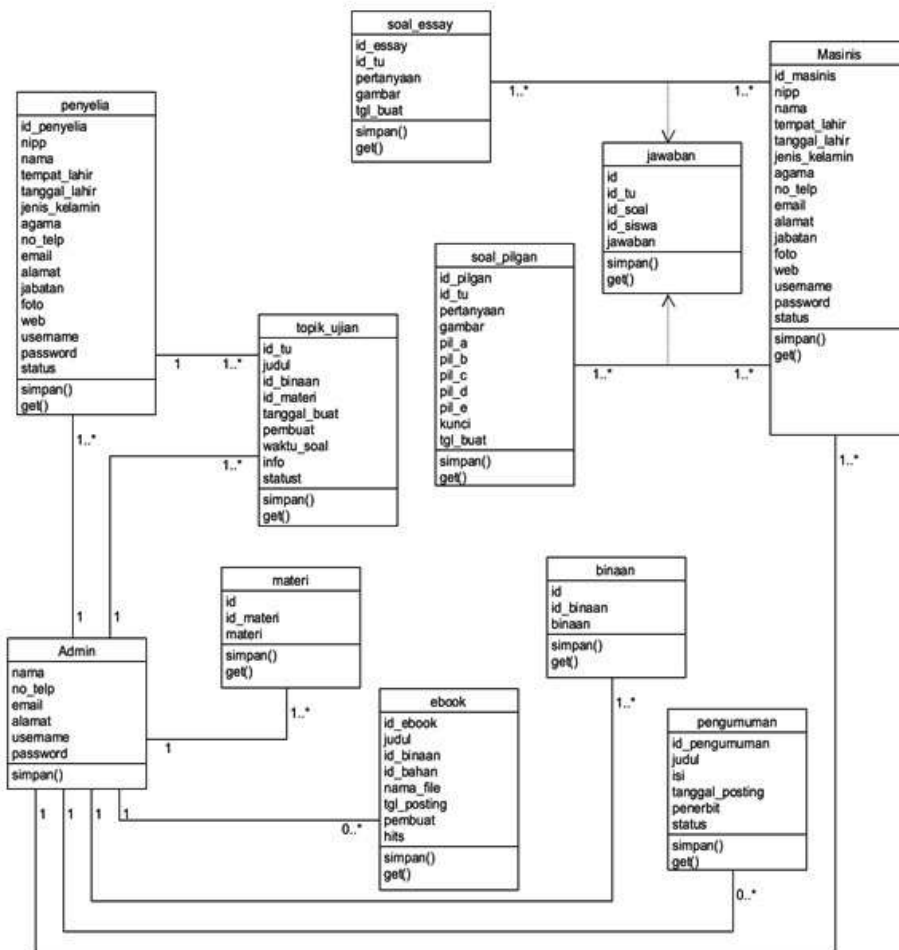 soal_essay
id_essay
id_tu
pertanyaan
gambar
tgl_buat
simpan()
get()
1..*
1..*
Masinis
id_masinis
nipp
nama
tempat_lahir
tanggal_lahir
jenis_kelamin
agama
no_telp
email
alamat
jabatan
foto
web
username
password
status
simpan()
get()
1..*
penyelia
id_penyelia
nipp
nama
tempat_lahir
tanggal_lahir
jenis_kelamin
agama
no_telp
email
alamat
jabatan
foto
web
username
password
status
simpan()
get()
1
1..*
1..*
jawaban
id
id_tu
id_soal
id_siswa
jawaban
simpan()
get()
soal_pilgan
id_pilgan
id_tu
pertanyaan
gambar
pil_a
pil_b
pil_c
pil_d
pil_e
kunci
tgl_buat
simpan()
get()
1..*
1..*
topik_ujian
id_tu
judul
id_binaan
id_materi
tanggal_buat
pembuat
waktu_soal
info
statust
simpan()
get()
1..*
materi
id
id_materi
materi
simpan()
get()
1..*
binaan
id
id_binaan
binaan
simpan()
get()
1..*
1
1
Admin
nama
no_telp
email
alamat
username
password
simpan()
1
1
1
1
1
ebook
id_ebook
judul
id_binaan
id_bahan
nama_file
tgl_posting
pembuat
hits
simpan()
get()
0..*
pengumuman
id_pengumuman
judul
isi
tanggal_posting
penerbit
status
simpan()
get()
0..*